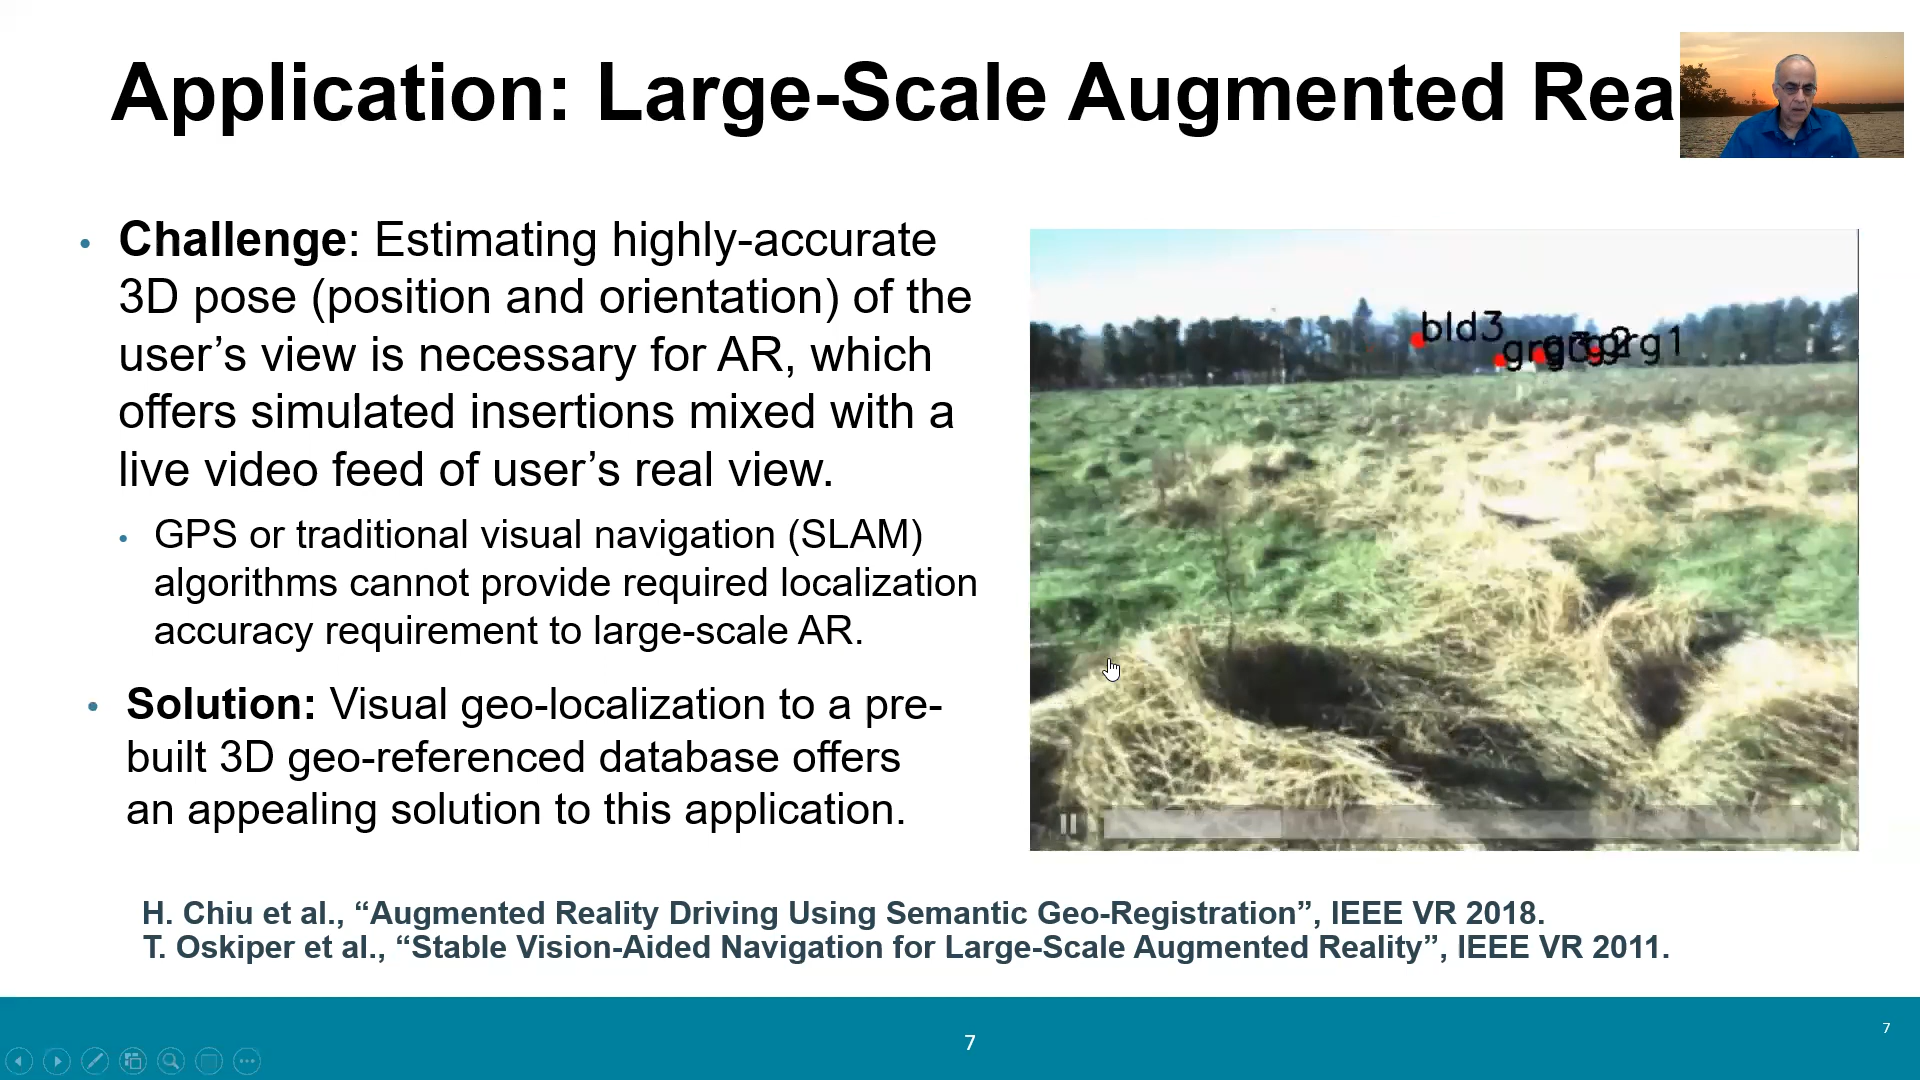 Application: Large-Scale Augmented Rea
• Challenge: Estimating highly-accurate
3D pose (position and orientation) of the
user’s view is necessary for AR, which
offers simulated insertions mixed with a
live video feed of user’s real view.
• GPS or traditional visual navigation (SLAM)
algorithms cannot provide required localization
accuracy requirement to large-scale AR.
• Solution: Visual geo-localization to a pre-
built 3D geo-referenced database offers
an appealing solution to this application.
bld3
grg3 grg2 grg1
H. Chiu et al., “Augmented Reality Driving Using Semantic Geo-Registration”, IEEE VR 2018.
T. Oskiper et al., “Stable Vision-Aided Navigation for Large-Scale Augmented Reality”, IEEE VR 2011.
7
7